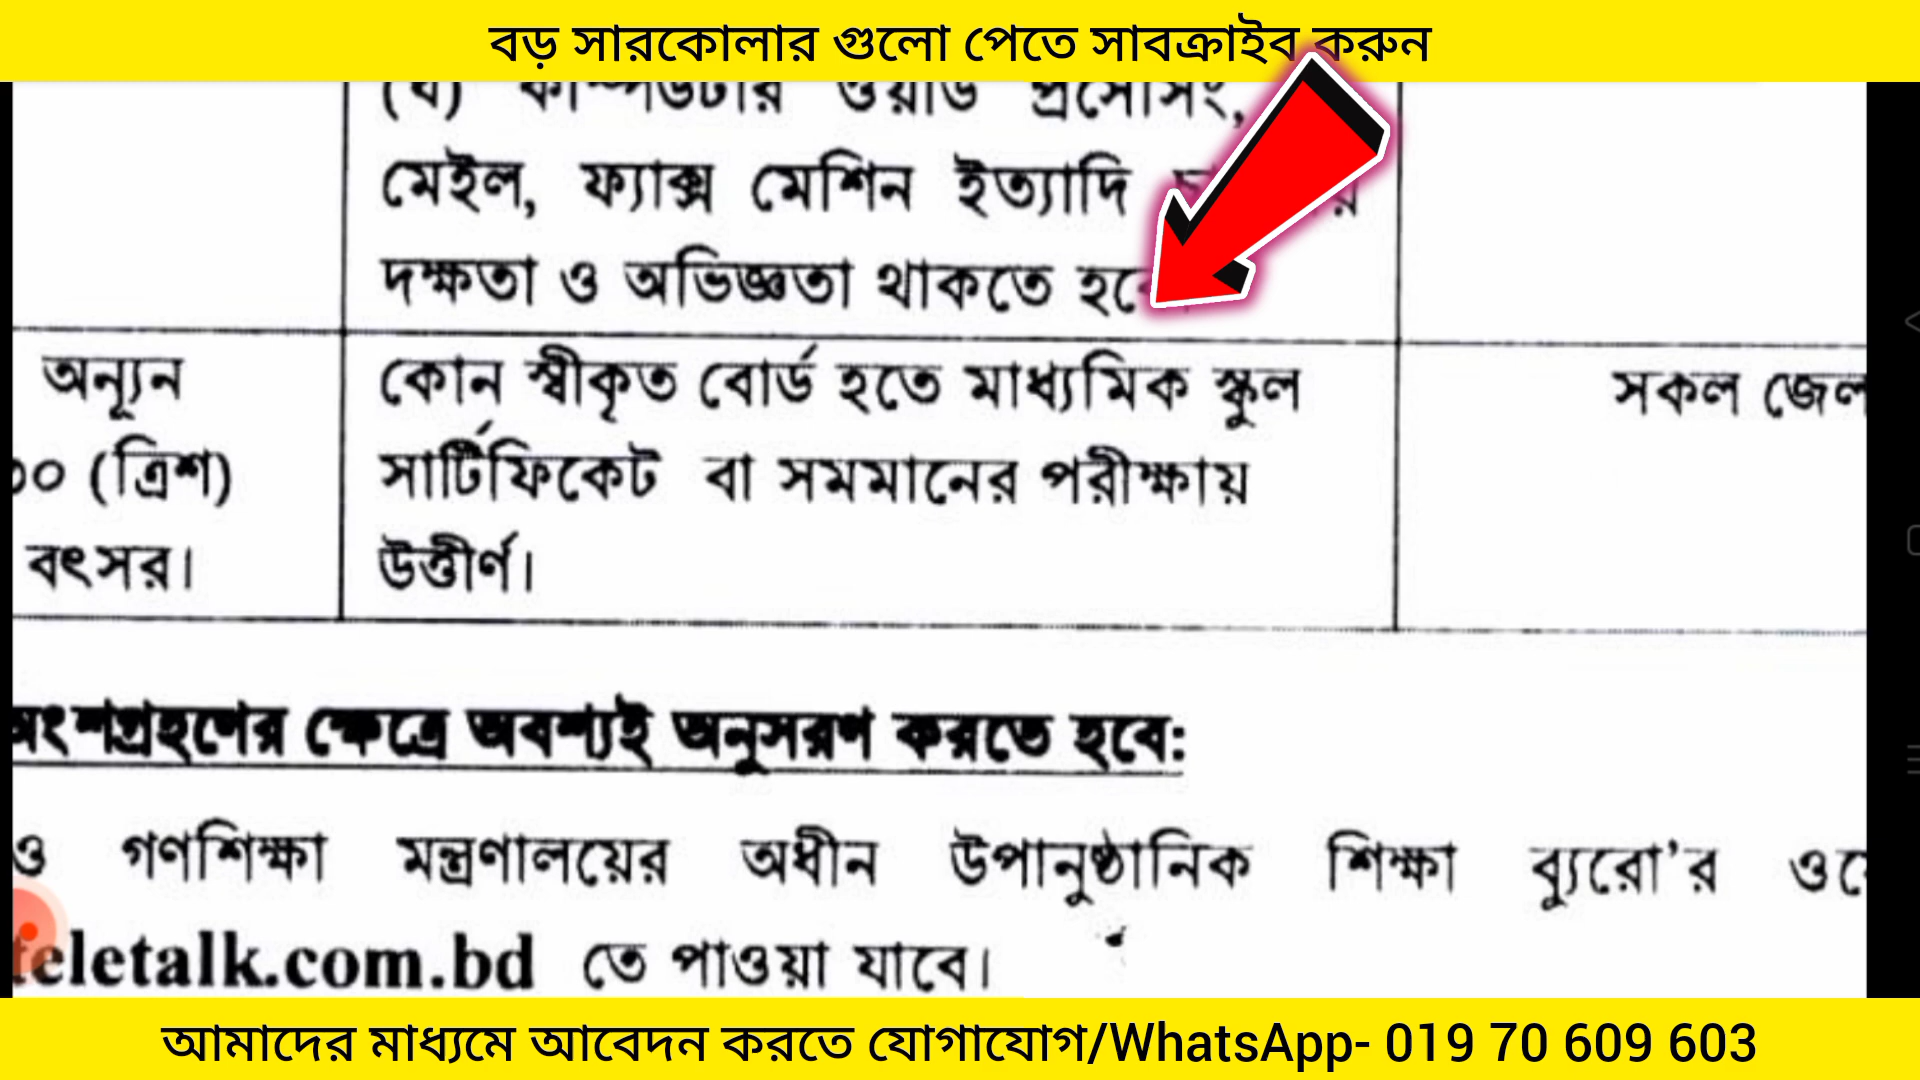 বড় সারকোলার গুলো পেতে সাবক্রাইব করুন
মেইল, ফ্যাক্স মেশিন ইত্যাদি
দক্ষতা ও অভিজ্ঞতা থাকতে
অন্যূন
(ত্রিশ)
বৎসর।
কোন স্বীকৃত বোর্ড হতে মাধ্যমিক স্কুল
সার্টিফিকেট বা সমমানের পরীক্ষায়
উত্তীর্ণ।
সকল
অংশগ্রহণের ক্ষেত্রে অবশ্যই অনুসরণ করতে হবে:
ও গণশিক্ষা মন্ত্রণালয়ের অধীন উপানুষ্ঠানিক শিক্ষা ব্যুরো'র
teletalk.com.bd তে পাওয়া যাবে।
আমাদের মাধ্যমে আবেদন করতে যোগাযোগ/WhatsApp- 019 70 609 603